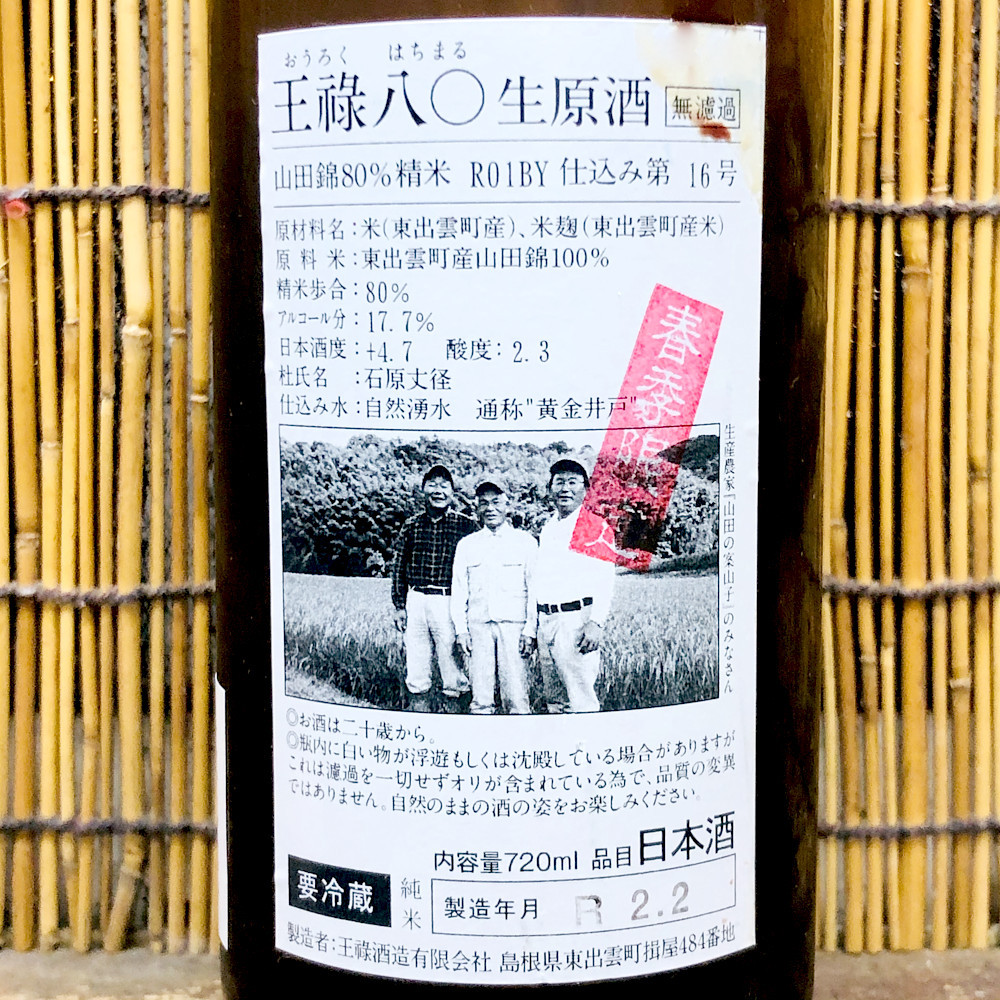 おうろく はちまる
王祿八〇生原酒 無濾過
山田錦80%精米 R01BY 仕込み第 16号
原材料名：米(東出雲町産)、米麹(東出雲町産米)
原料米：東出雲町産山田錦100%
精米歩合：80%
アルコール分：17.7%
日本酒度：+4.7 酸度：2.3
杜氏名：石原丈径
仕込み水：自然湧水 通称"黄金井戸"
春季限定
生産農家『山田の案山子』のみなさん
◎お酒は二十歳から。
◎瓶内に白い物が浮遊もしくは沈殿している場合がありますが
これは濾過を一切せずオリが含まれている為で、品質の変異
ではありません。自然のままの酒の姿をお楽しみください。
内容量720ml 品目日本酒
要冷蔵
純米
製造年月 R 2.2
製造者：王祿酒造有限会社 島根県東出雲町揖屋484番地